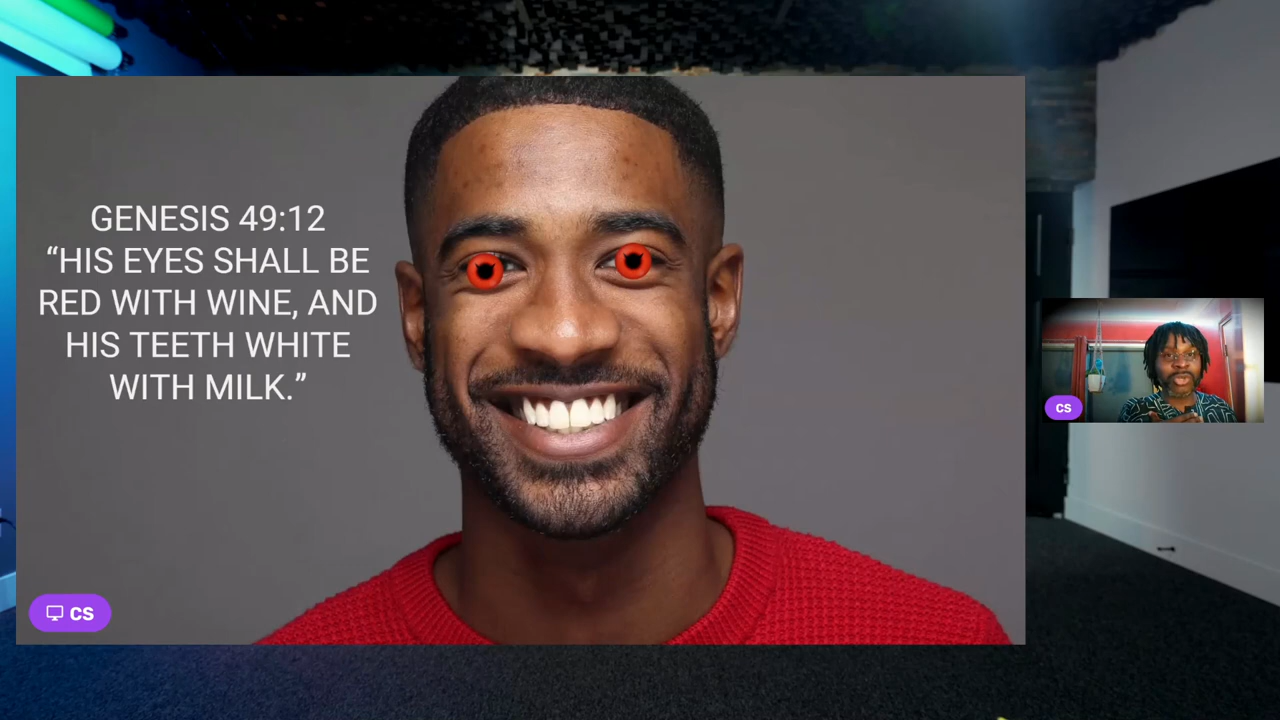 GENESIS 49:12
“HIS EYES SHALL BE
RED WITH WINE, AND
HIS TEETH WHITE
WITH MILK.”
CS
CS